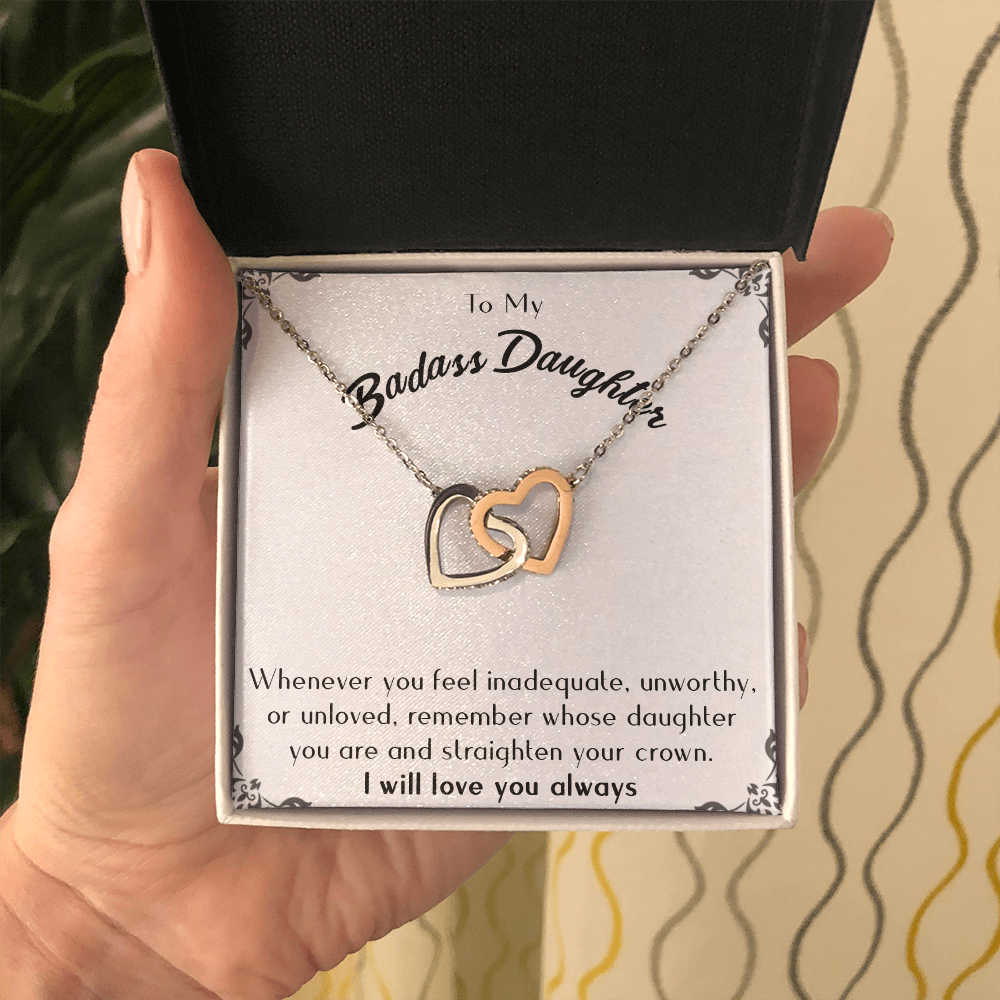 To My
Badass Daughter
Whenever you feel inadequate, unworthy,
or unloved, remember whose daughter
you are and straighten your crown.
I will love you always